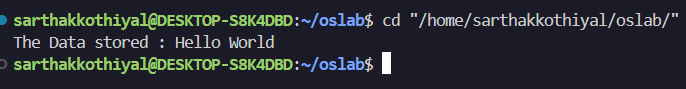 sarthakkothiyal@DESKTOP-S8K4DBD:~/oslab$ cd "/home/sarthakkothiyal/oslab/"
The Data stored : Hello World
sarthakkothiyal@DESKTOP-S8K4DBD:~/oslab$